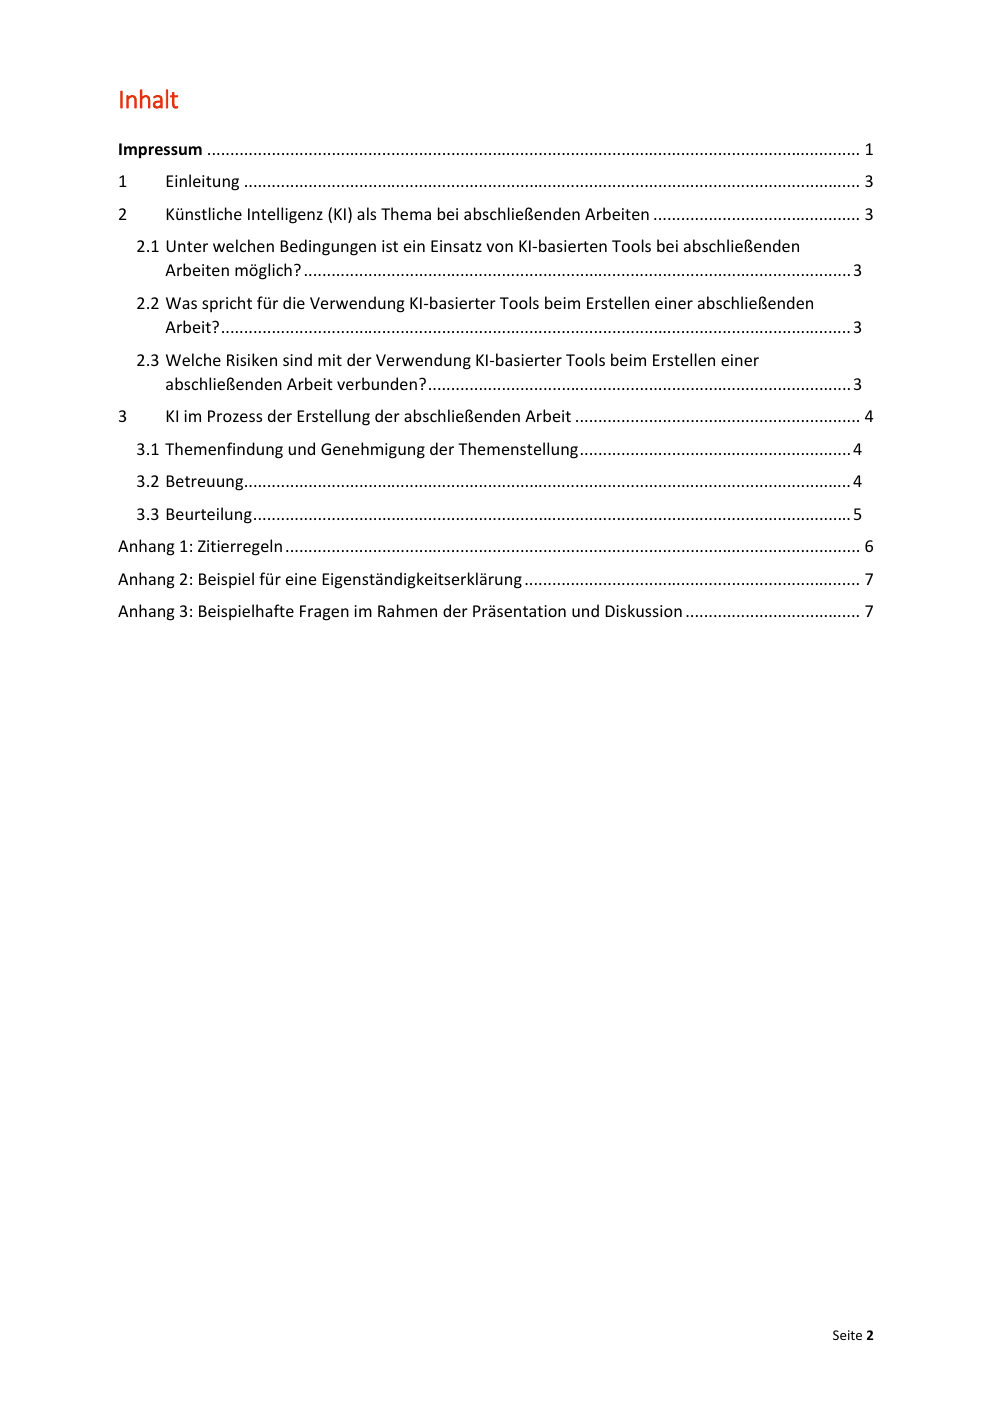 Inhalt
Impressum ............................................................................................................................................. 1
1 Einleitung ..................................................................................................................................... 3
2 Künstliche Intelligenz (KI) als Thema bei abschließenden Arbeiten ............................................. 3
2.1 Unter welchen Bedingungen ist ein Einsatz von KI-basierten Tools bei abschließenden
Arbeiten möglich? ....................................................................................................................... 3
2.2 Was spricht für die Verwendung KI-basierter Tools beim Erstellen einer abschließenden
Arbeit? ......................................................................................................................................... 3
2.3 Welche Risiken sind mit der Verwendung KI-basierter Tools beim Erstellen einer
abschließenden Arbeit verbunden? ............................................................................................ 3
3 KI im Prozess der Erstellung der abschließenden Arbeit .............................................................. 4
3.1 Themenfindung und Genehmigung der Themenstellung ........................................................... 4
3.2 Betreuung .................................................................................................................................... 4
3.3 Beurteilung .................................................................................................................................. 5
Anhang 1: Zitierregeln ............................................................................................................................ 6
Anhang 2: Beispiel für eine Eigenständigkeitserklärung ......................................................................... 7
Anhang 3: Beispielhafte Fragen im Rahmen der Präsentation und Diskussion ...................................... 7
Seite 2